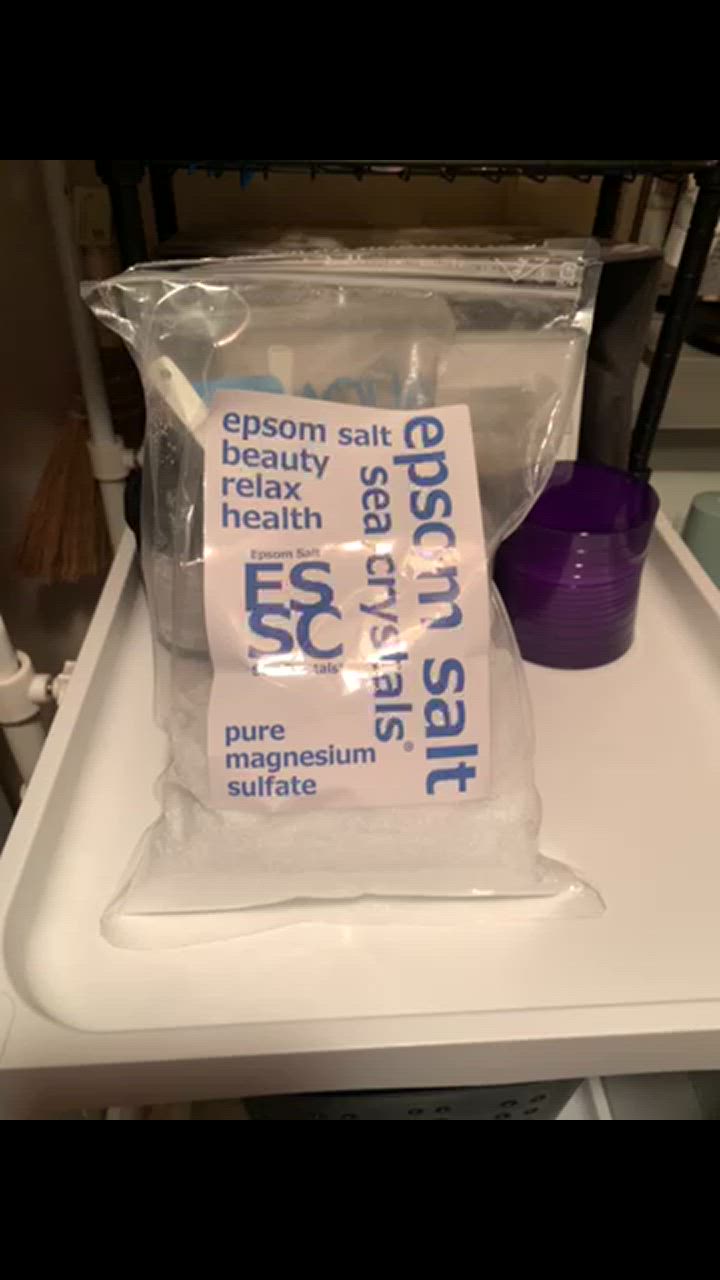 epsom salt
beauty
relax
health
Epsom Salt
ES
SC
pure
magnesium
sulfate
sea crystals®
epsom salt